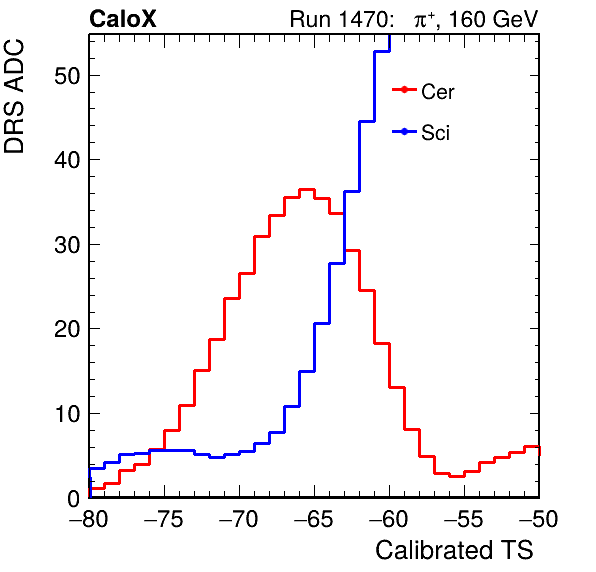 CaloX Run 1470: π⁺, 160 GeV
DRS ADC
50
40
30
20
10
0
Cer
Sci
−80 −75 −70 −65 −60 −55 −50
Calibrated TS